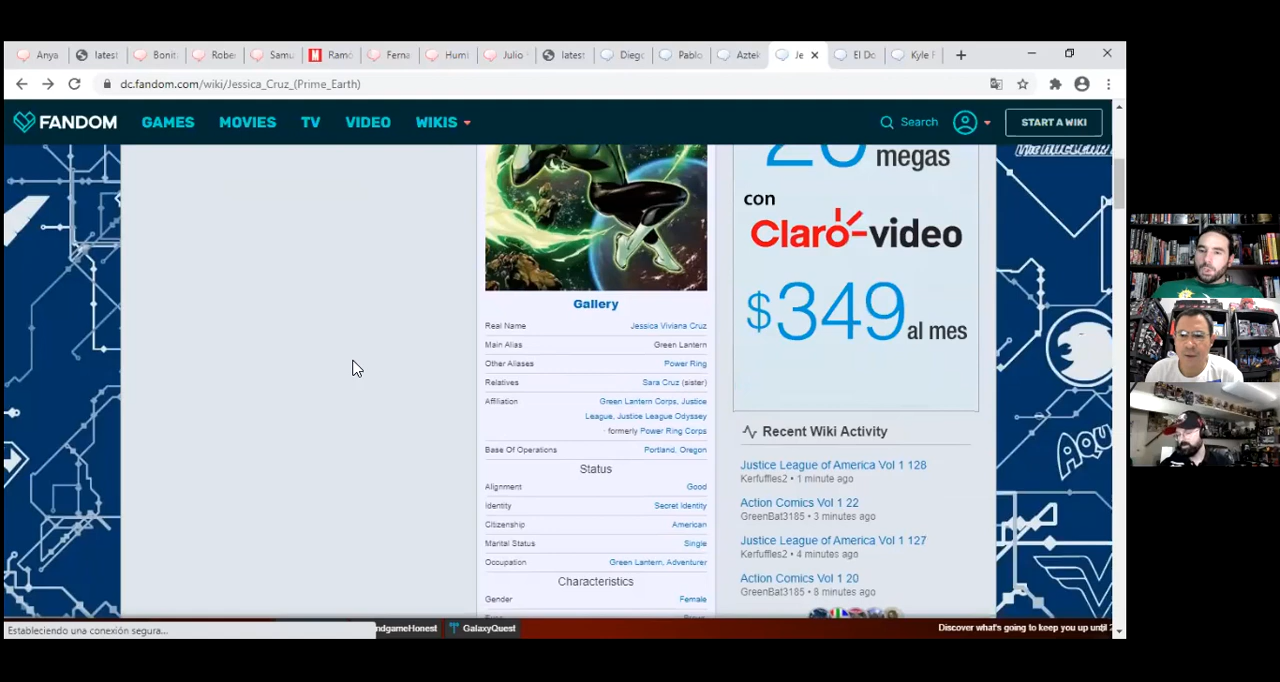 Anya
latest
Bonit
Rober
Samu
M
Ramó
Ferna
Humb
Julio
latest
Diego
Pablo
Aztek
Je
El Do
Kyle F
dc.fandom.com/wiki/Jessica_Cruz_(Prime_Earth)
FANDOM
GAMES
MOVIES
TV
VIDEO
WIKIS
Search
START A WIKI
megas
con
Claro-video
$349 al mes
Gallery
Real Name Jessica Viviana Cruz
Main Alias Green Lantern
Other Aliases Power Ring
Relatives Sara Cruz (sister)
Affiliation Green Lantern Corps, Justice
League, Justice League Odyssey
· formerly Power Ring Corps
Base Of Operations Portland, Oregon
Status
Alignment Good
Identity Secret Identity
Citizenship American
Marital Status Single
Occupation Green Lantern, Adventurer
Characteristics
Gender Female
Recent Wiki Activity
Justice League of America Vol 1 128
Kerfuffles2 • 1 minute ago
Action Comics Vol 1 22
GreenBat3185 • 3 minutes ago
Justice League of America Vol 1 127
Kerfuffles2 • 4 minutes ago
Action Comics Vol 1 20
GreenBat3185 • 8 minutes ago
Estableciendo una conexión segura...
ndgameHonest
GalaxyQuest
Discover what's going to keep you up until